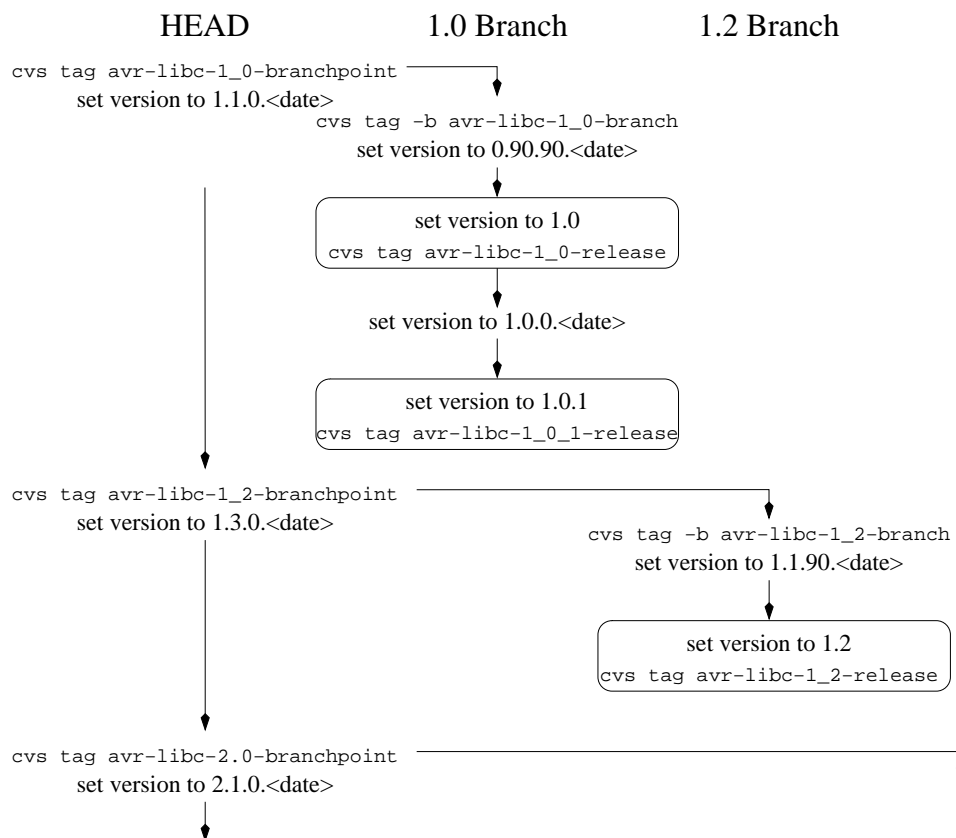 HEAD 1.0 Branch 1.2 Branch
cvs tag avr-libc-1_0-branchpoint
set version to 1.1.0.<date>
cvs tag -b avr-libc-1_0-branch
set version to 0.90.90.<date>
set version to 1.0
cvs tag avr-libc-1_0-release
set version to 1.0.0.<date>
set version to 1.0.1
cvs tag avr-libc-1_0_1-release
cvs tag avr-libc-1_2-branchpoint
set version to 1.3.0.<date>
cvs tag -b avr-libc-1_2-branch
set version to 1.1.90.<date>
set version to 1.2
cvs tag avr-libc-1_2-release
cvs tag avr-libc-2.0-branchpoint
set version to 2.1.0.<date>